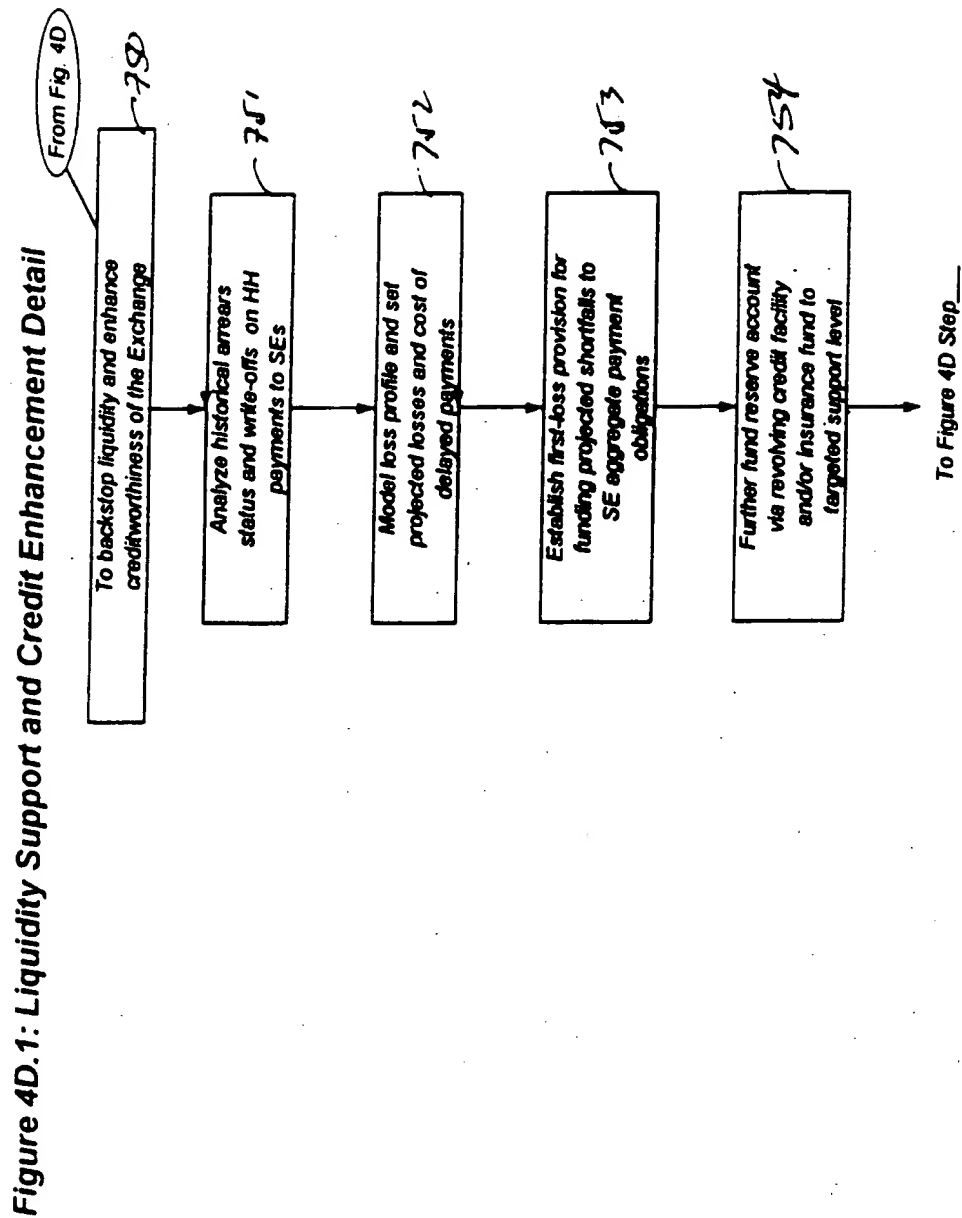 Figure 4D.1: Liquidity Support and Credit Enhancement Detail
From Fig. 4D
To backstop liquidity and enhance
creditworthiness of the Exchange
750
Analyze historical arrears
status and write-offs on HH
payments to SEs
751
Model loss profile and set
projected losses and cost of
delayed payments
752
Establish first-loss provision for
funding projected shortfalls to
SE aggregate payment
obligations
753
Further fund reserve account
via revolving credit facility
and/or insurance fund to
targeted support level
754
To Figure 4D Step___